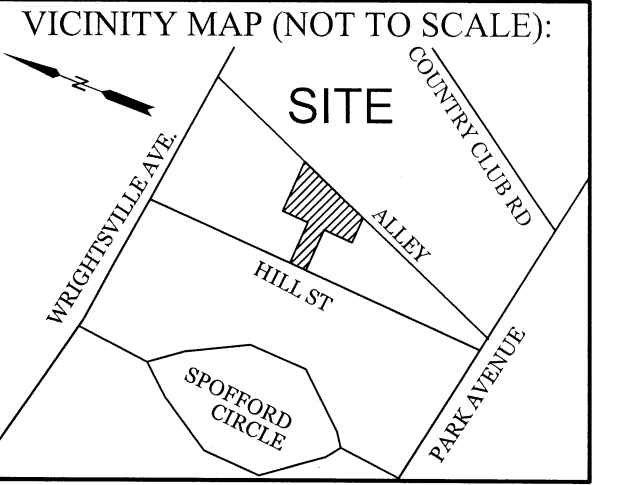 VICINITY MAP (NOT TO SCALE):
N
SITE
COUNTRY CLUB RD
WRIGHTSVILLE AVE.
ALLEY
HILL ST
PARK AVENUE
SPOFFORD
CIRCLE